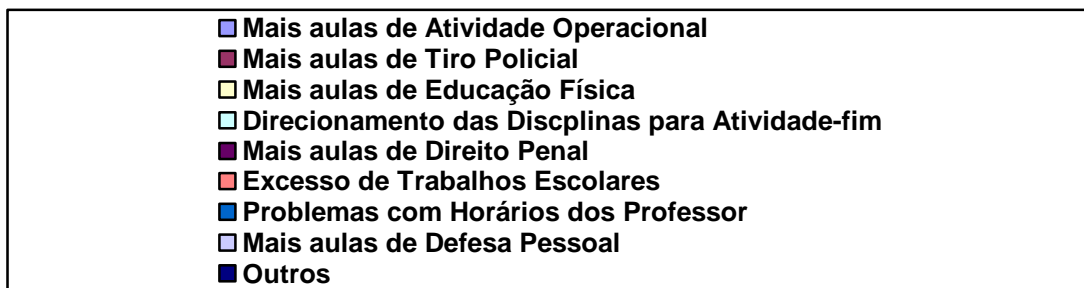 Mais aulas de Atividade Operacional
Mais aulas de Tiro Policial
Mais aulas de Educação Física
Direcionamento das Discplinas para Atividade-fim
Mais aulas de Direito Penal
Excesso de Trabalhos Escolares
Problemas com Horários dos Professor
Mais aulas de Defesa Pessoal
Outros